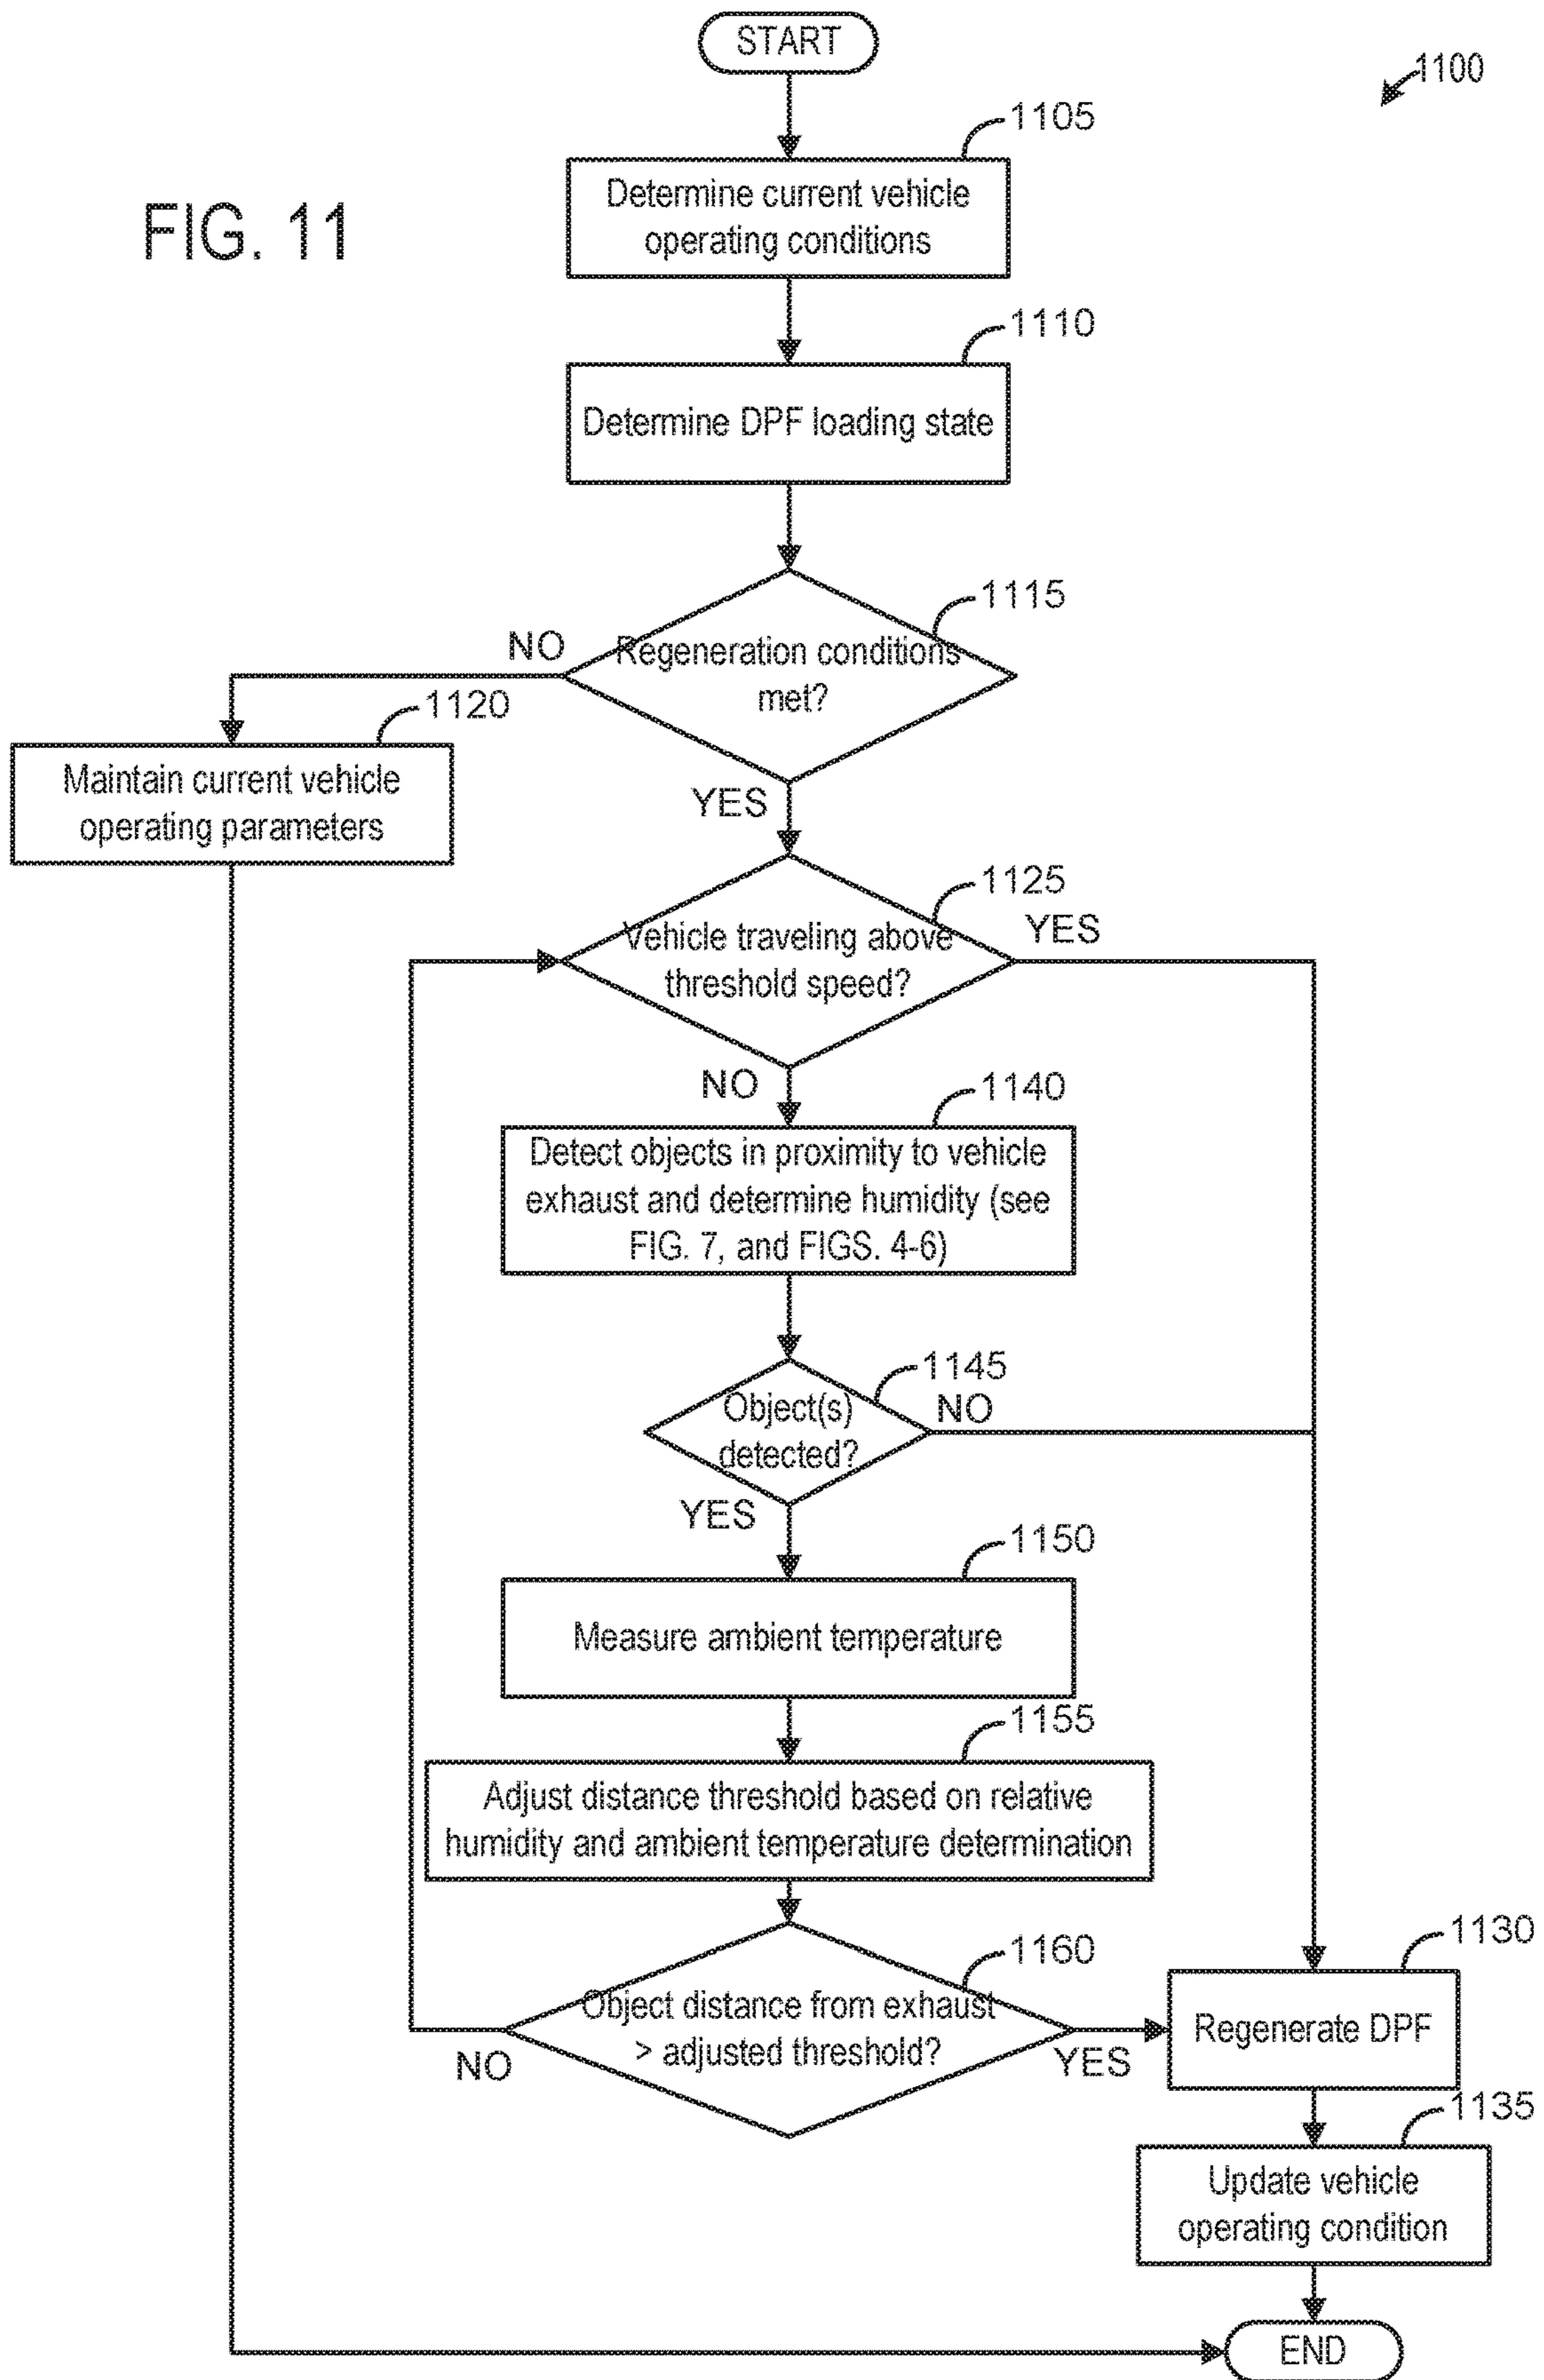 START
1100
1105
Determine current vehicle
operating conditions
FIG. 11
1110
Determine DPF loading state
1115
Regeneration conditions
met?
NO
YES
1120
Maintain current vehicle
operating parameters
1125
Vehicle traveling above
threshold speed?
YES
NO
1140
Detect objects in proximity to vehicle
exhaust and determine humidity (see
FIG. 7, and FIGS. 4-6)
1145
Object(s)
detected?
NO
YES
1150
Measure ambient temperature
1155
Adjust distance threshold based on relative
humidity and ambient temperature determination
1160
Object distance from exhaust
> adjusted threshold?
NO
YES
1130
Regenerate DPF
1135
Update vehicle
operating condition
END